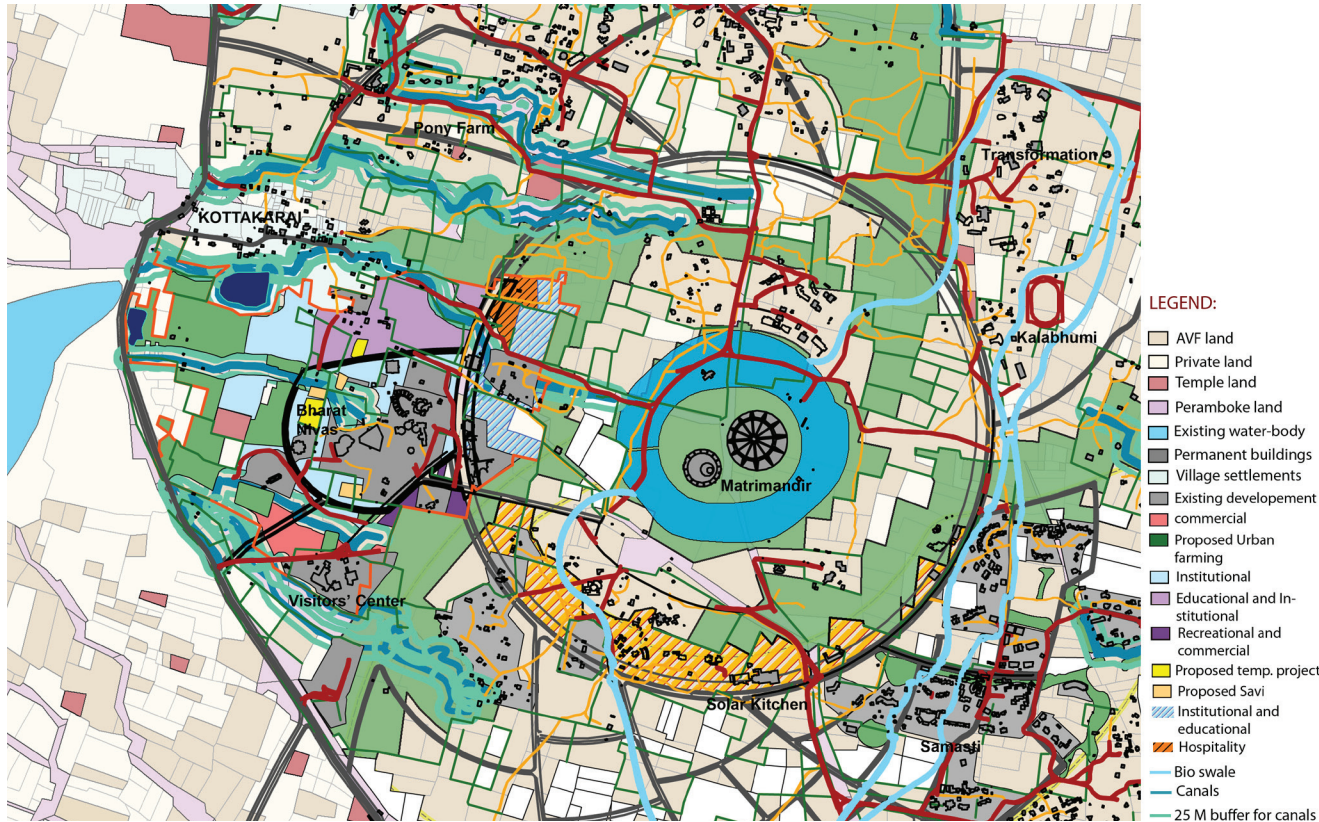 Pony Farm
Transformation
KOTTAKARAI
Kalabhumi
Bharat
Nivas
Matrimandir
Visitors' Center
Solar Kitchen
Samasti
LEGEND:
AVF land
Private land
Temple land
Peramboke land
Existing water-body
Permanent buildings
Village settlements
Existing developement
commercial
Proposed Urban
farming
Institutional
Educational and In-
stitutional
Recreational and
commercial
Proposed temp. project
Proposed Savi
Institutional and
educational
Hospitality
Bio swale
Canals
25 M buffer for canals